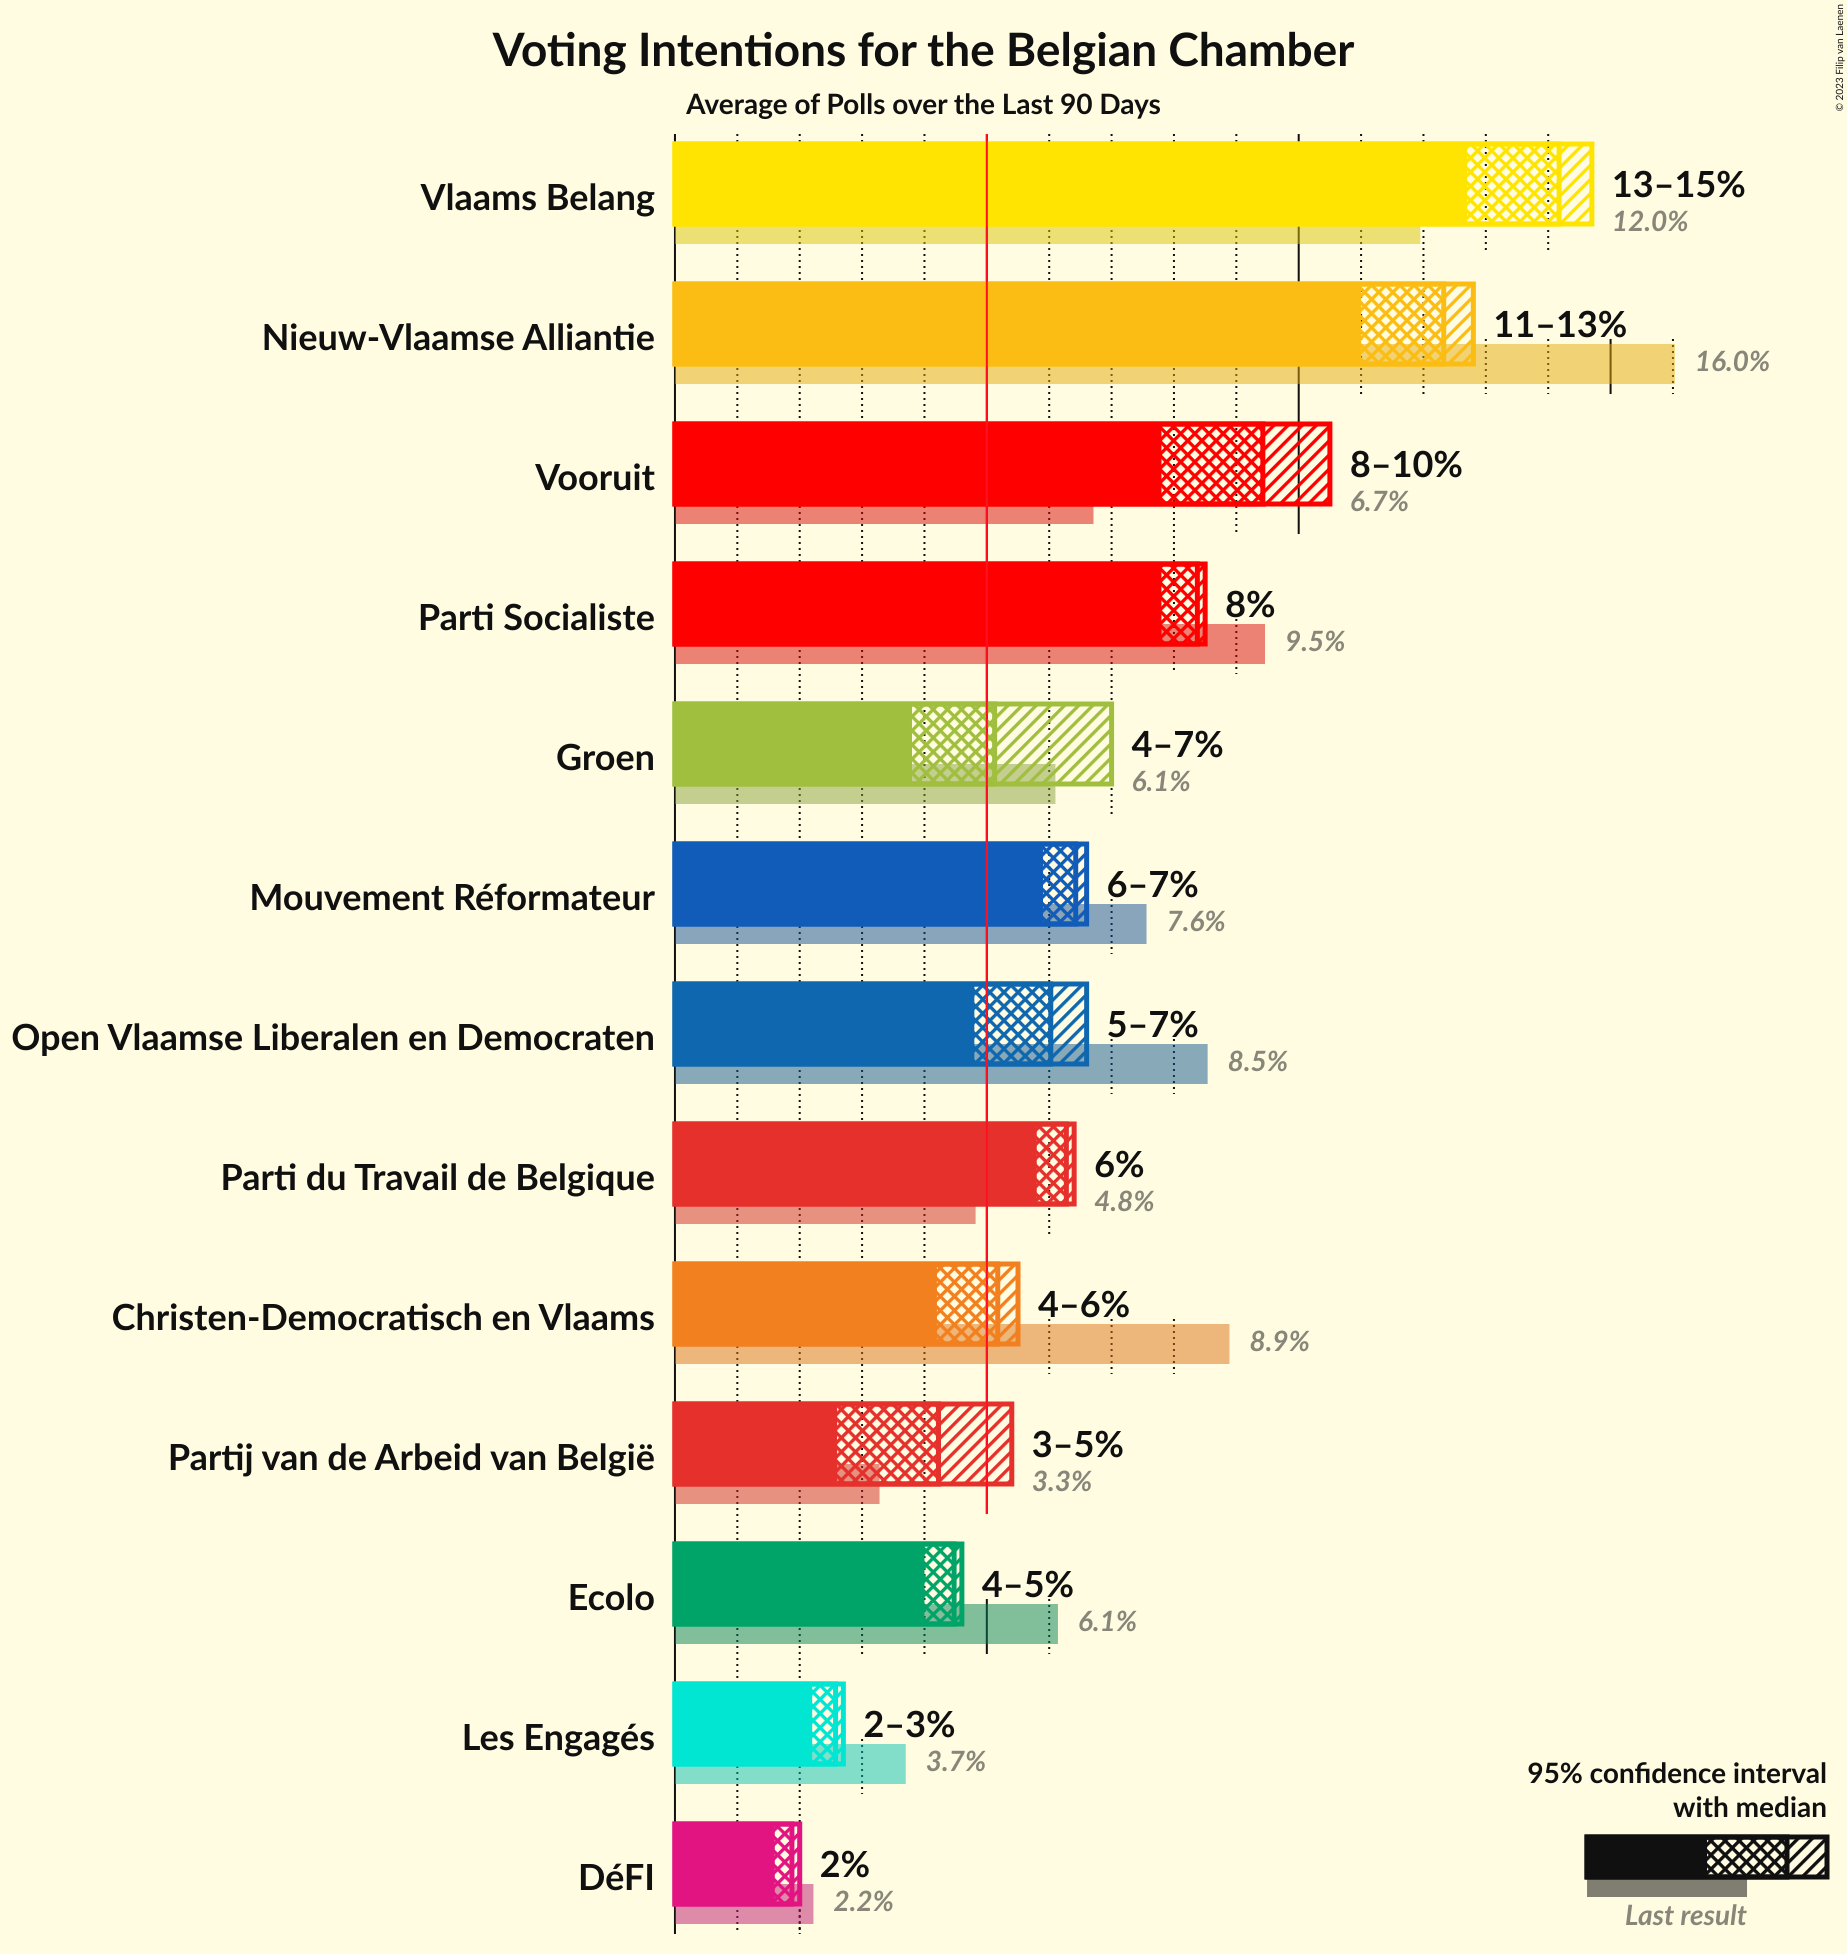 Voting Intentions for the Belgian Chamber
Average of Polls over the Last 90 Days
© 2023 Filip van Laenen
Vlaams Belang
13–15%
12.0%
Nieuw-Vlaamse Alliantie
11–13%
16.0%
Vooruit
8–10%
6.7%
Parti Socialiste
8%
9.5%
Groen
4–7%
6.1%
Mouvement Réformateur
6–7%
7.6%
Open Vlaamse Liberalen en Democraten
5–7%
8.5%
Parti du Travail de Belgique
6%
4.8%
Christen-Democratisch en Vlaams
4–6%
8.9%
Partij van de Arbeid van België
3–5%
3.3%
Ecolo
4–5%
6.1%
Les Engagés
2–3%
3.7%
DéFI
2%
2.2%
95% confidence interval
with median
Last result